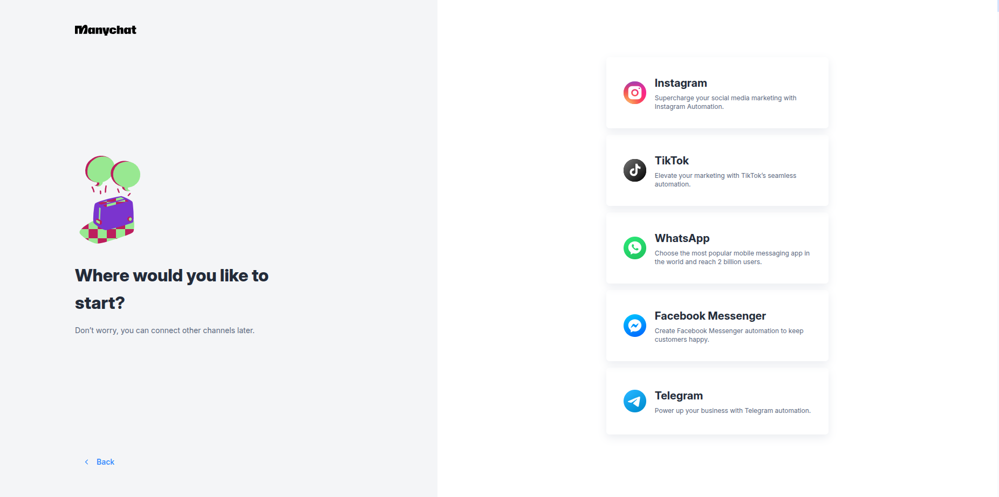 Manychat
Where would you like to
start?
Don’t worry, you can connect other channels later.
Back
Instagram
Supercharge your social media marketing with
Instagram Automation.
TikTok
Elevate your marketing with TikTok’s seamless
automation.
WhatsApp
Choose the most popular mobile messaging app in
the world and reach 2 billion users.
Facebook Messenger
Create Facebook Messenger automation to keep
customers happy.
Telegram
Power up your business with Telegram automation.